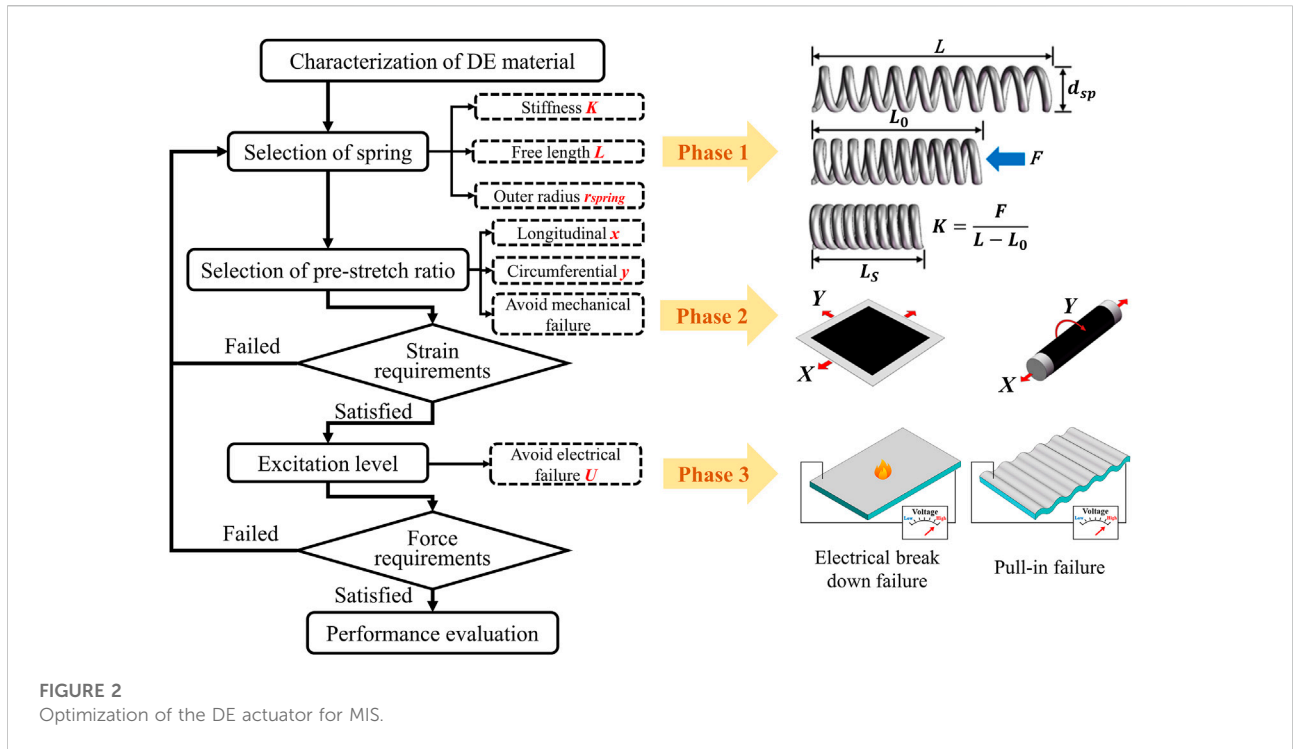 Characterization of DE material
Selection of spring
Stiffness K
Free length L
Outer radius rspring
Selection of pre-stretch ratio
Longitudinal x
Circumferential y
Avoid mechanical
failure
Failed
Strain
requirements
Satisfied
Excitation level
Avoid electrical
failure U
Failed
Force
requirements
Satisfied
Performance evaluation
Phase 1
Phase 2
Phase 3
L
dsp
L0
F
K = F / L − L0
LS
Y
X
Y
X
Voltage
Low High
Voltage
Low High
Electrical break
down failure
Pull-in failure
FIGURE 2
Optimization of the DE actuator for MIS.